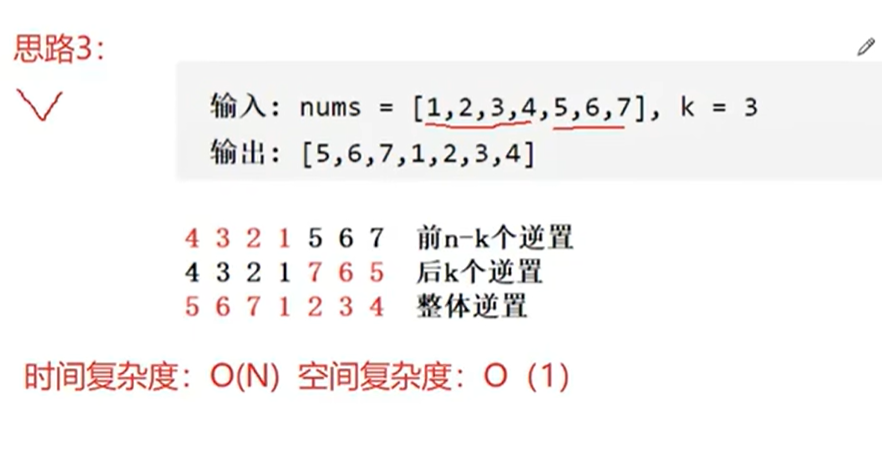 思路3：
输入: nums = [1,2,3,4,5,6,7], k = 3
输出: [5,6,7,1,2,3,4]
4 3 2 1 5 6 7 前n-k个逆置
4 3 2 1 7 6 5 后k个逆置
5 6 7 1 2 3 4 整体逆置
时间复杂度：O(N) 空间复杂度：O（1）